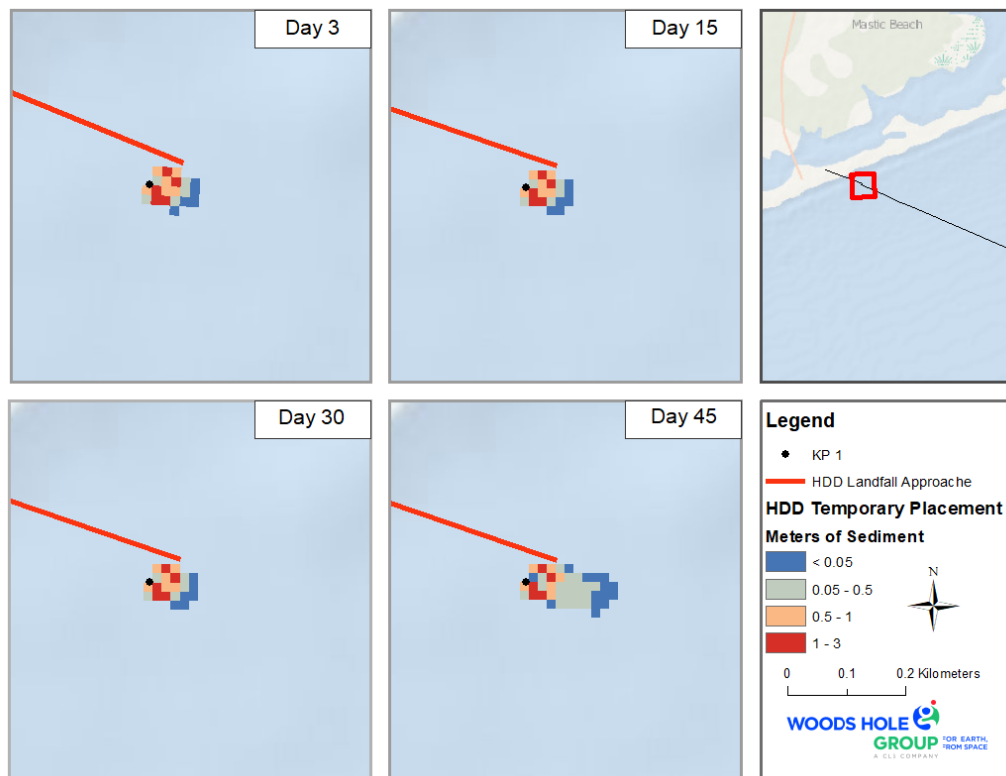 Day 3
Day 15
Mastic Beach
Day 30
Day 45
Legend
KP 1
HDD Landfall Approache
HDD Temporary Placement
Meters of Sediment
< 0.05
0.05 - 0.5
0.5 - 1
1 - 3
N
0 0.1 0.2 Kilometers
WOODS HOLE
GROUP
FOR EARTH,
FROM SPACE
A CLS COMPANY